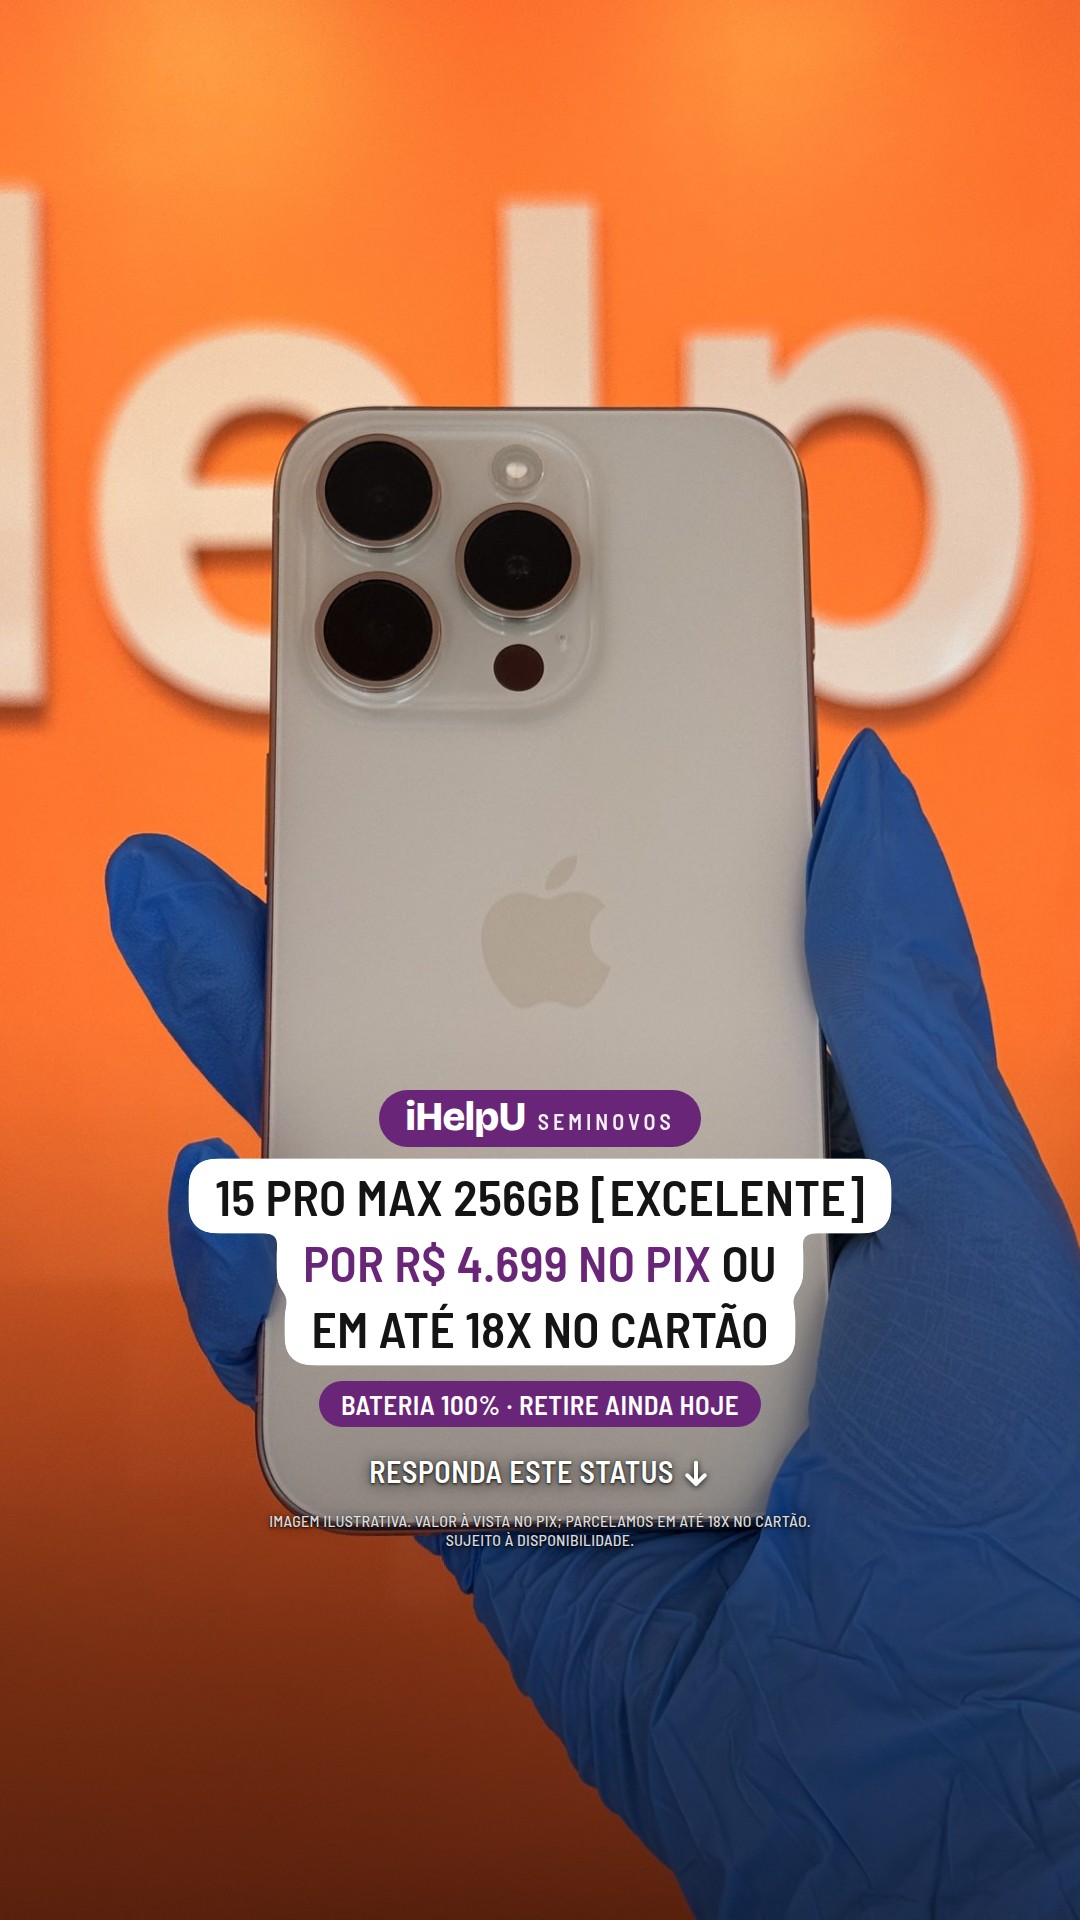 Help
iHelpU SEMINOVOS
15 PRO MAX 256GB [EXCELENTE]
POR R$ 4.699 NO PIX OU
EM ATÉ 18X NO CARTÃO
BATERIA 100% · RETIRE AINDA HOJE
RESPONDA ESTE STATUS ↓
IMAGEM ILUSTRATIVA. VALOR À VISTA NO PIX; PARCELAMOS EM ATÉ 18X NO CARTÃO.
SUJEITO À DISPONIBILIDADE.